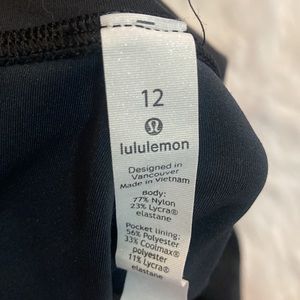 12
lululemon
Designed in
Vancouver
Made in Vietnam
Body:
77% Nylon
23% Lycra®
elastane
Pocket lining:
56% Polyester
33% Coolmax®
polyester
11% Lycra®
elastane